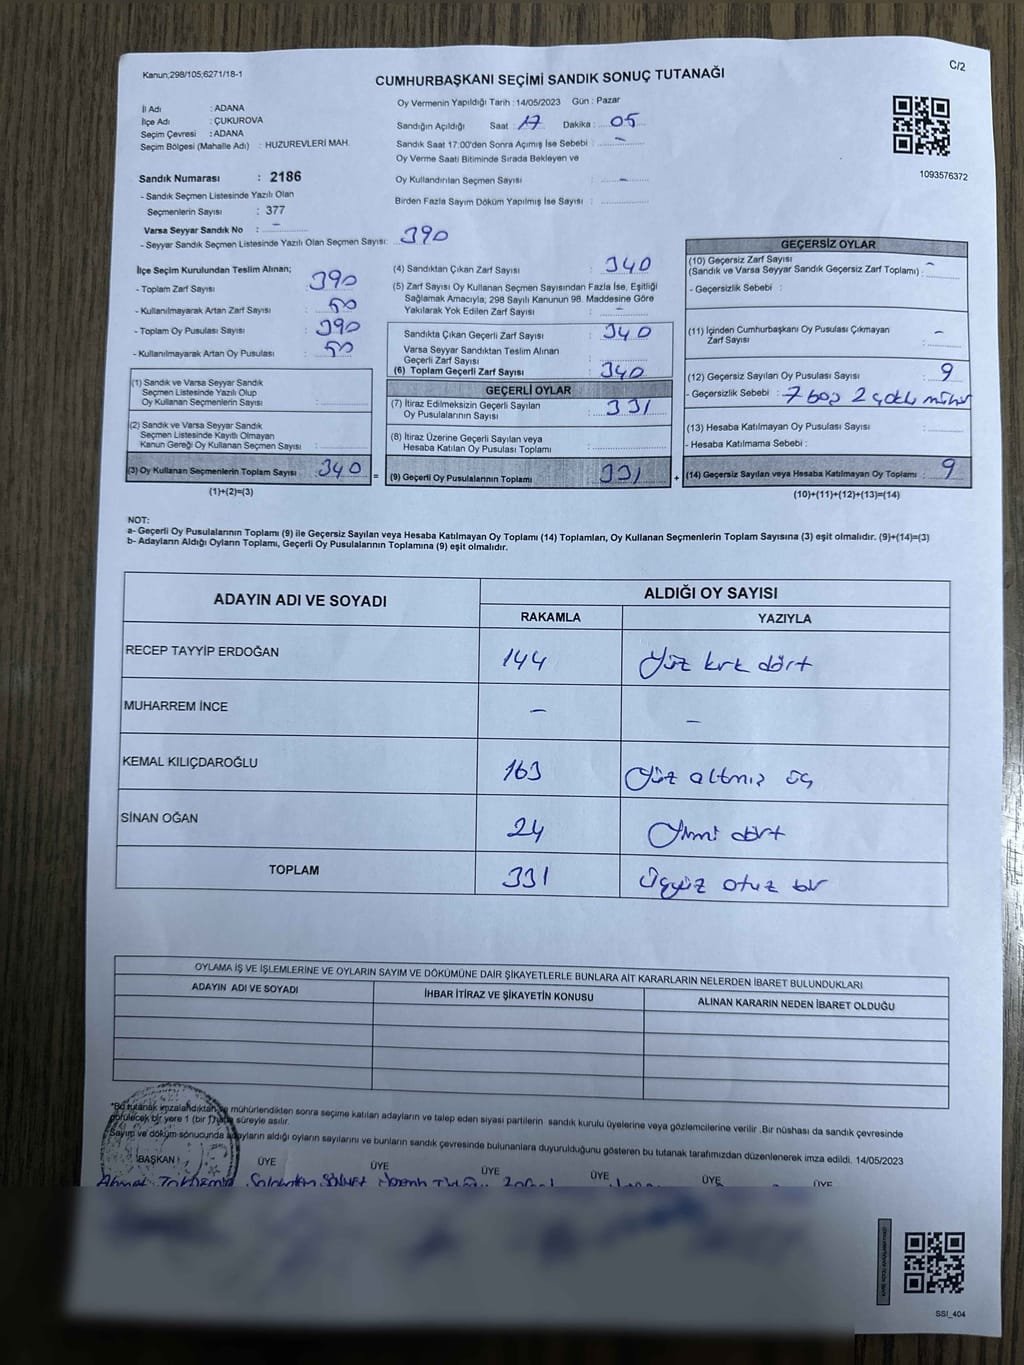 Kanun;298/105;6271/18-1
C/2
CUMHURBAŞKANI SEÇİMİ SANDIK SONUÇ TUTANAĞI
İl Adı : ADANA
İlçe Adı : ÇUKUROVA
Seçim Çevresi : ADANA
Seçim Bölgesi (Mahalle Adı) : HUZUREVLERİ MAH.
Oy Vermenin Yapıldığı Tarih : 14/05/2023 Gün : Pazar
Sandığın Açıldığı Saat : 17 Dakika : 05
Sandık Saat 17:00'den Sonra Açımış İse Sebebi : -
Oy Verme Saati Bitiminde Sırada Bekleyen ve
Oy Kullandırılan Seçmen Sayısı : -
Birden Fazla Sayım Döküm Yapılmış İse Sayısı :
1093576372
Sandık Numarası : 2186
- Sandık Seçmen Listesinde Yazılı Olan
Seçmenlerin Sayısı : 377
Varsa Seyyar Sandık No : -
- Seyyar Sandık Seçmen Listesinde Yazılı Olan Seçmen Sayısı: 390
İlçe Seçim Kurulundan Teslim Alınan;
- Toplam Zarf Sayısı : 390
- Kullanılmayarak Artan Zarf Sayısı : 50
- Toplam Oy Pusulası Sayısı : 390
- Kullanılmayarak Artan Oy Pusulası : 50
(1) Sandık ve Varsa Seyyar Sandık
Seçmen Listesinde Yazılı Olup
Oy Kullanan Seçmenlerin Sayısı :
(2) Sandık ve Varsa Seyyar Sandık
Seçmen Listesinde Kayıtlı Olmayan
Kanun Gereği Oy Kullanan Seçmen Sayısı :
(3) Oy Kullanan Seçmenlerin Toplam Sayısı : 340 =
(1)+(2)=(3)
(4) Sandıktan Çıkan Zarf Sayısı : 340
(5) Zarf Sayısı Oy Kullanan Seçmen Sayısından Fazla İse, Eşitliği
Sağlamak Amacıyla; 298 Sayılı Kanunun 98. Maddesine Göre
Yakılarak Yok Edilen Zarf Sayısı : -
Sandıkta Çıkan Geçerli Zarf Sayısı : 340
Varsa Seyyar Sandıktan Teslim Alınan
Geçerli Zarf Sayısı :
(6) Toplam Geçerli Zarf Sayısı : 340
GEÇERLİ OYLAR
(7) İtiraz Edilmeksizin Geçerli Sayılan
Oy Pusulalarının Sayısı : 331
(8) İtiraz Üzerine Geçerli Sayılan veya
Hesaba Katılan Oy Pusulası Toplamı :
(9) Geçerli Oy Pusulalarının Toplamı : 331 +
GEÇERSİZ OYLAR
(10) Geçersiz Zarf Sayısı : -
(Sandık ve Varsa Seyyar Sandık Geçersiz Zarf Toplamı) :
- Geçersizlik Sebebi :
(11) İçinden Cumhurbaşkanı Oy Pusulası Çıkmayan
Zarf Sayısı : -
(12) Geçersiz Sayılan Oy Pusulası Sayısı : 9
- Geçersizlik Sebebi : 7 boş 2 çoklu mühür
(13) Hesaba Katılmayan Oy Pusulası Sayısı :
- Hesaba Katılmama Sebebi :
(14) Geçersiz Sayılan veya Hesaba Katılmayan Oy Toplamı : 9
(10)+(11)+(12)+(13)=(14)
NOT:
a- Geçerli Oy Pusulalarının Toplamı (9) ile Geçersiz Sayılan veya Hesaba Katılmayan Oy Toplamı (14) Toplamları, Oy Kullanan Seçmenlerin Toplam Sayısına (3) eşit olmalıdır. (9)+(14)=(3)
b- Adayların Aldığı Oyların Toplamı, Geçerli Oy Pusulalarının Toplamına (9) eşit olmalıdır.
ADAYIN ADI VE SOYADI
ALDIĞI OY SAYISI
RAKAMLA YAZIYLA
RECEP TAYYİP ERDOĞAN 144 Yüz kırk dört
MUHARREM İNCE - -
KEMAL KILIÇDAROĞLU 163 Yüz altmış üç
SİNAN OĞAN 24 Yirmi dört
TOPLAM 331 Üçyüz otuz bir
OYLAMA İŞ VE İŞLEMLERİNE VE OYLARIN SAYIM VE DÖKÜMÜNE DAİR ŞİKAYETLERLE BUNLARA AİT KARARLARIN NELERDEN İBARET BULUNDUKLARI
ADAYIN ADI VE SOYADI İHBAR İTİRAZ VE ŞİKAYETİN KONUSU ALINAN KARARIN NEDEN İBARET OLDUĞU
*Bu tutanak imzalandıktan ve mühürlendikten sonra seçime katılan adayların ve talep eden siyasi partilerin sandık kurulu üyelerine veya gözlemcilerine verilir .Bir nüshası da sandık çevresinde
görülecek bir yere 1 (bir) hafta süreyle asılır.
Sayım ve döküm sonucunda adayların aldığı oyların sayılarını ve bunların sandık çevresinde bulunanlara duyurulduğunu gösteren bu tutanak tarafımızdan düzenlenerek imza edildi. 14/05/2023
BAŞKAN ÜYE ÜYE ÜYE ÜYE ÜYE ÜYE
Ahmet
SSI_404